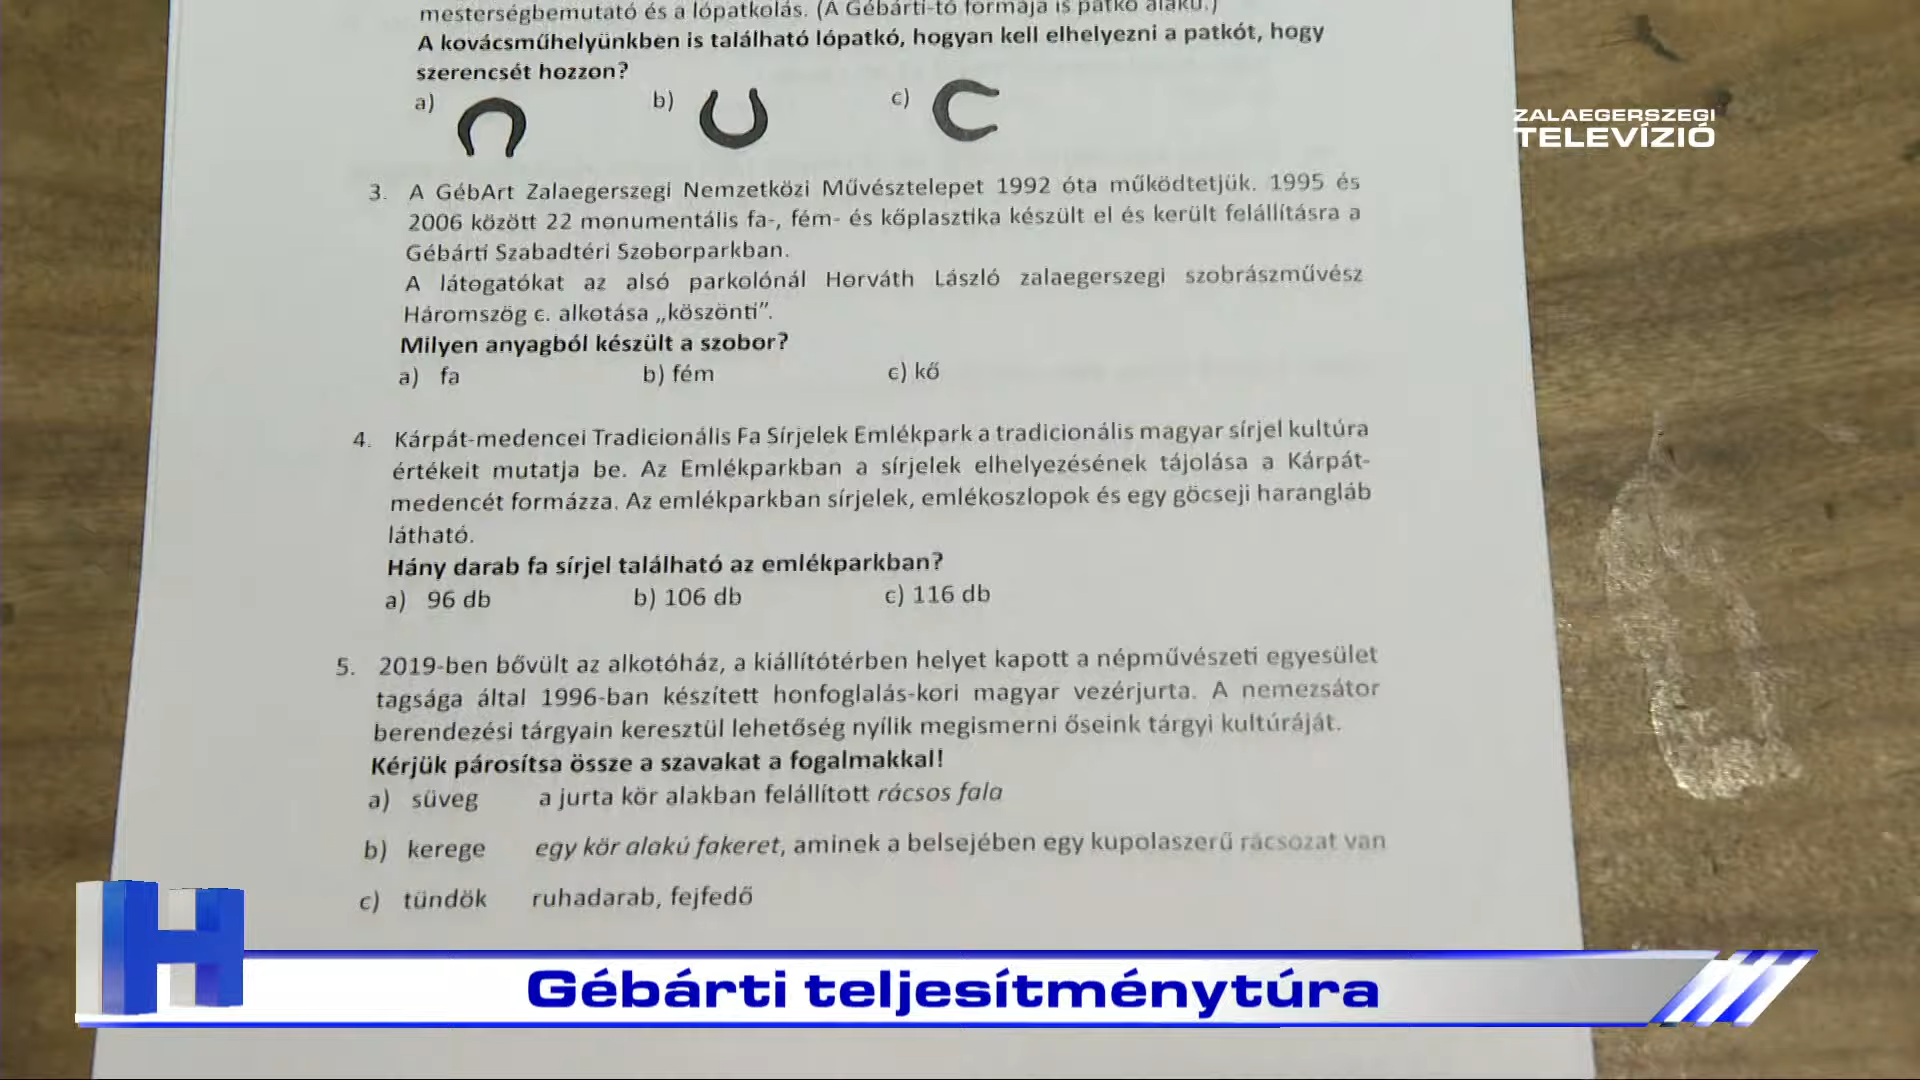 mesterségbemutató és a lópatkolás. (A Gébárti-tó formája is patkó alakú.)
A kovácsműhelyünkben is található lópatkó, hogyan kell elhelyezni a patkót, hogy
szerencsét hozzon?
a) b) c)
ZALAEGERSZEGI
TELEVÍZIÓ
3. A GébArt Zalaegerszegi Nemzetközi Művésztelepet 1992 óta működtetjük. 1995 és
2006 között 22 monumentális fa-, fém- és kőplasztika készült el és került felállításra a
Gébárti Szabadtéri Szoborparkban.
A látogatókat az alsó parkolónál Horváth László zalaegerszegi szobrászművész
Háromszög c. alkotása „köszönti”.
Milyen anyagból készült a szobor?
a) fa b) fém c) kő
4. Kárpát-medencei Tradicionális Fa Sírjelek Emlékpark a tradicionális magyar sírjel kultúra
értékeit mutatja be. Az Emlékparkban a sírjelek elhelyezésének tájolása a Kárpát-
medencét formázza. Az emlékparkban sírjelek, emlékoszlopok és egy göcseji harangláb
látható.
Hány darab fa sírjel található az emlékparkban?
a) 96 db b) 106 db c) 116 db
5. 2019-ben bővült az alkotóház, a kiállítótérben helyet kapott a népművészeti egyesület
tagsága által 1996-ban készített honfoglalás-kori magyar vezérjurta. A nemezsátor
berendezési tárgyain keresztül lehetőség nyílik megismerni őseink tárgyi kultúráját.
Kérjük párosítsa össze a szavakat a fogalmakkal!
a) süveg a jurta kör alakban felállított rácsos fala
b) kerege egy kör alakú fakeret, aminek a belsejében egy kupolaszerű rácsozat van
c) tündök ruhadarab, fejfedő
H
Gébárti teljesítménytúra